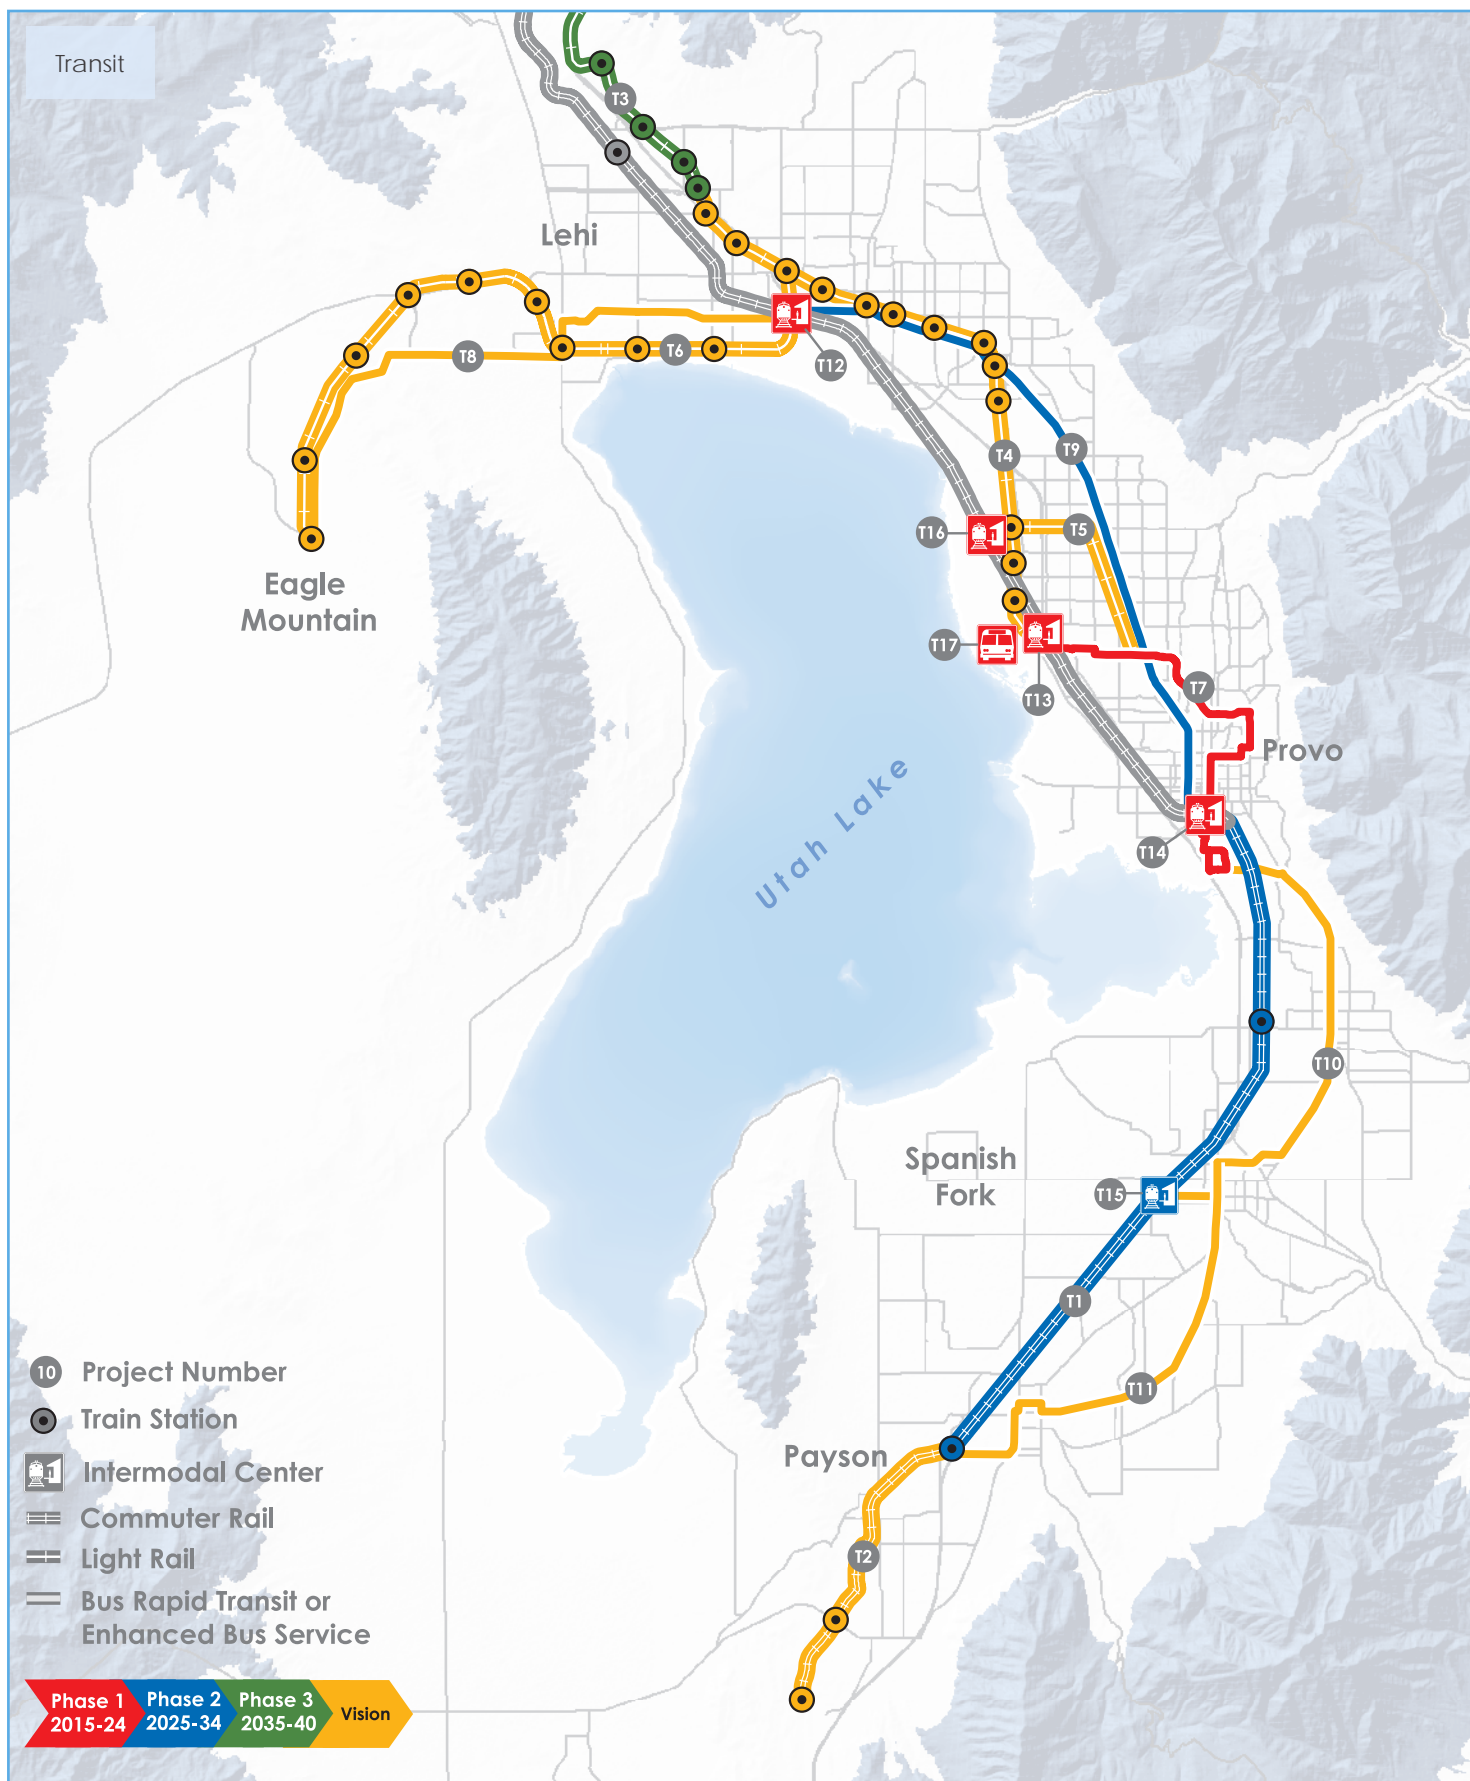 Transit
T3
Lehi
T8
T6
T12
T4
T9
T16
T5
Eagle
Mountain
T17
T13
T7
Provo
Utah Lake
T14
T10
Spanish
Fork
T15
T1
T11
Payson
T2
10 Project Number
Train Station
Intermodal Center
Commuter Rail
Light Rail
Bus Rapid Transit or
Enhanced Bus Service
Phase 1
2015-24
Phase 2
2025-34
Phase 3
2035-40
Vision